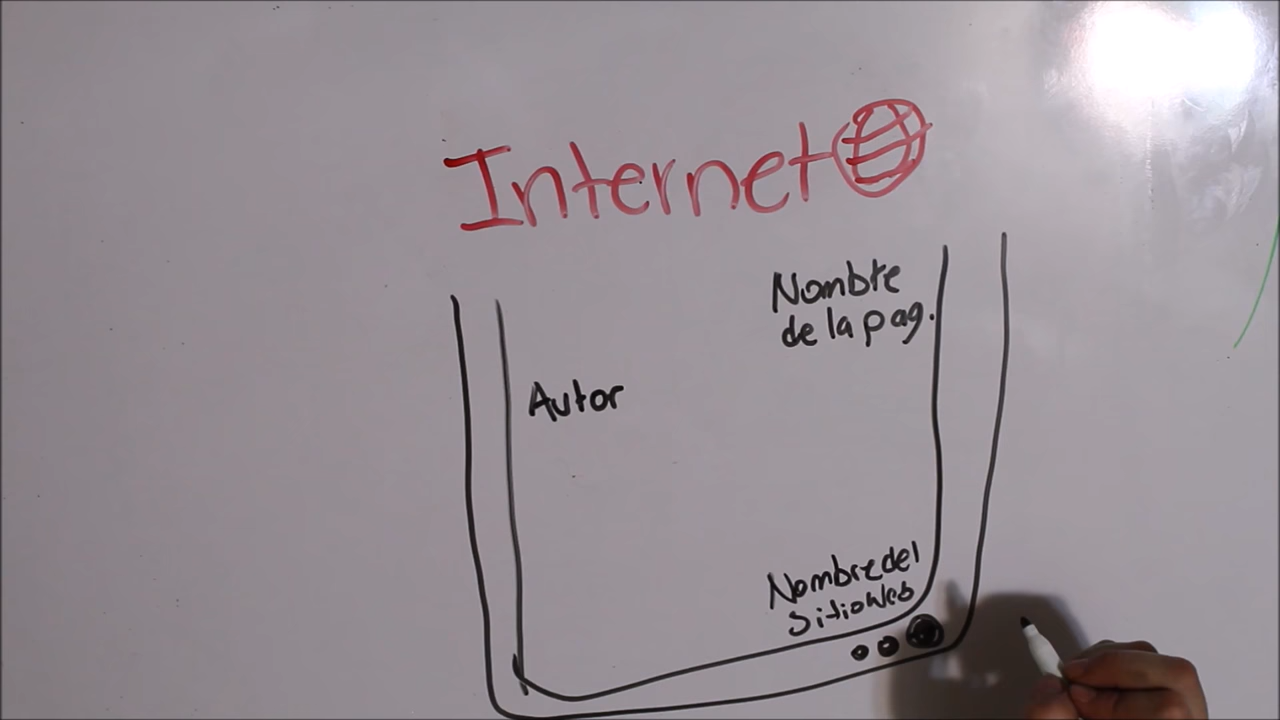 Internet
Nombre
de la pag.
Autor
Nombre del
sitio Web